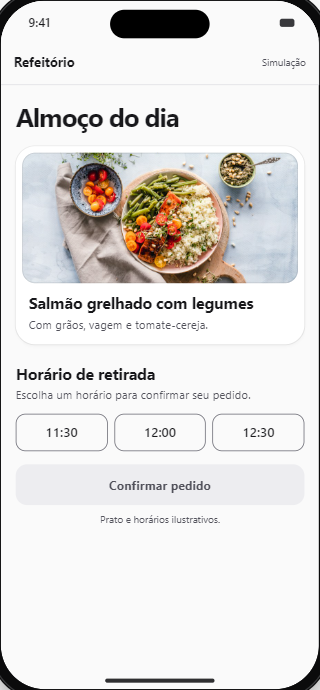 9:41
Refeitório
Simulação
Almoço do dia
Salmão grelhado com legumes
Com grãos, vagem e tomate-cereja.
Horário de retirada
Escolha um horário para confirmar seu pedido.
11:30
12:00
12:30
Confirmar pedido
Prato e horários ilustrativos.